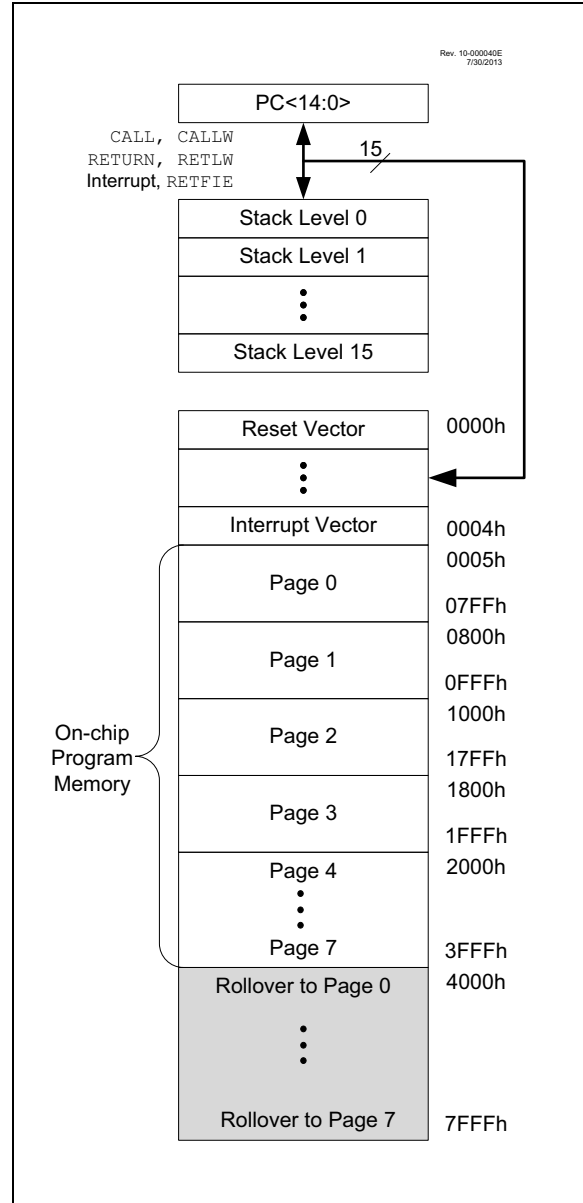 Rev. 10-000040E
7/30/2013
PC<14:0>
CALL, CALLW
RETURN, RETLW
Interrupt, RETFIE
15
Stack Level 0
Stack Level 1
Stack Level 15
Reset Vector
0000h
Interrupt Vector
0004h
0005h
Page 0
07FFh
0800h
Page 1
0FFFh
1000h
On-chip
Program
Memory
Page 2
17FFh
1800h
Page 3
1FFFh
Page 4
2000h
Page 7
3FFFh
Rollover to Page 0
4000h
Rollover to Page 7
7FFFh